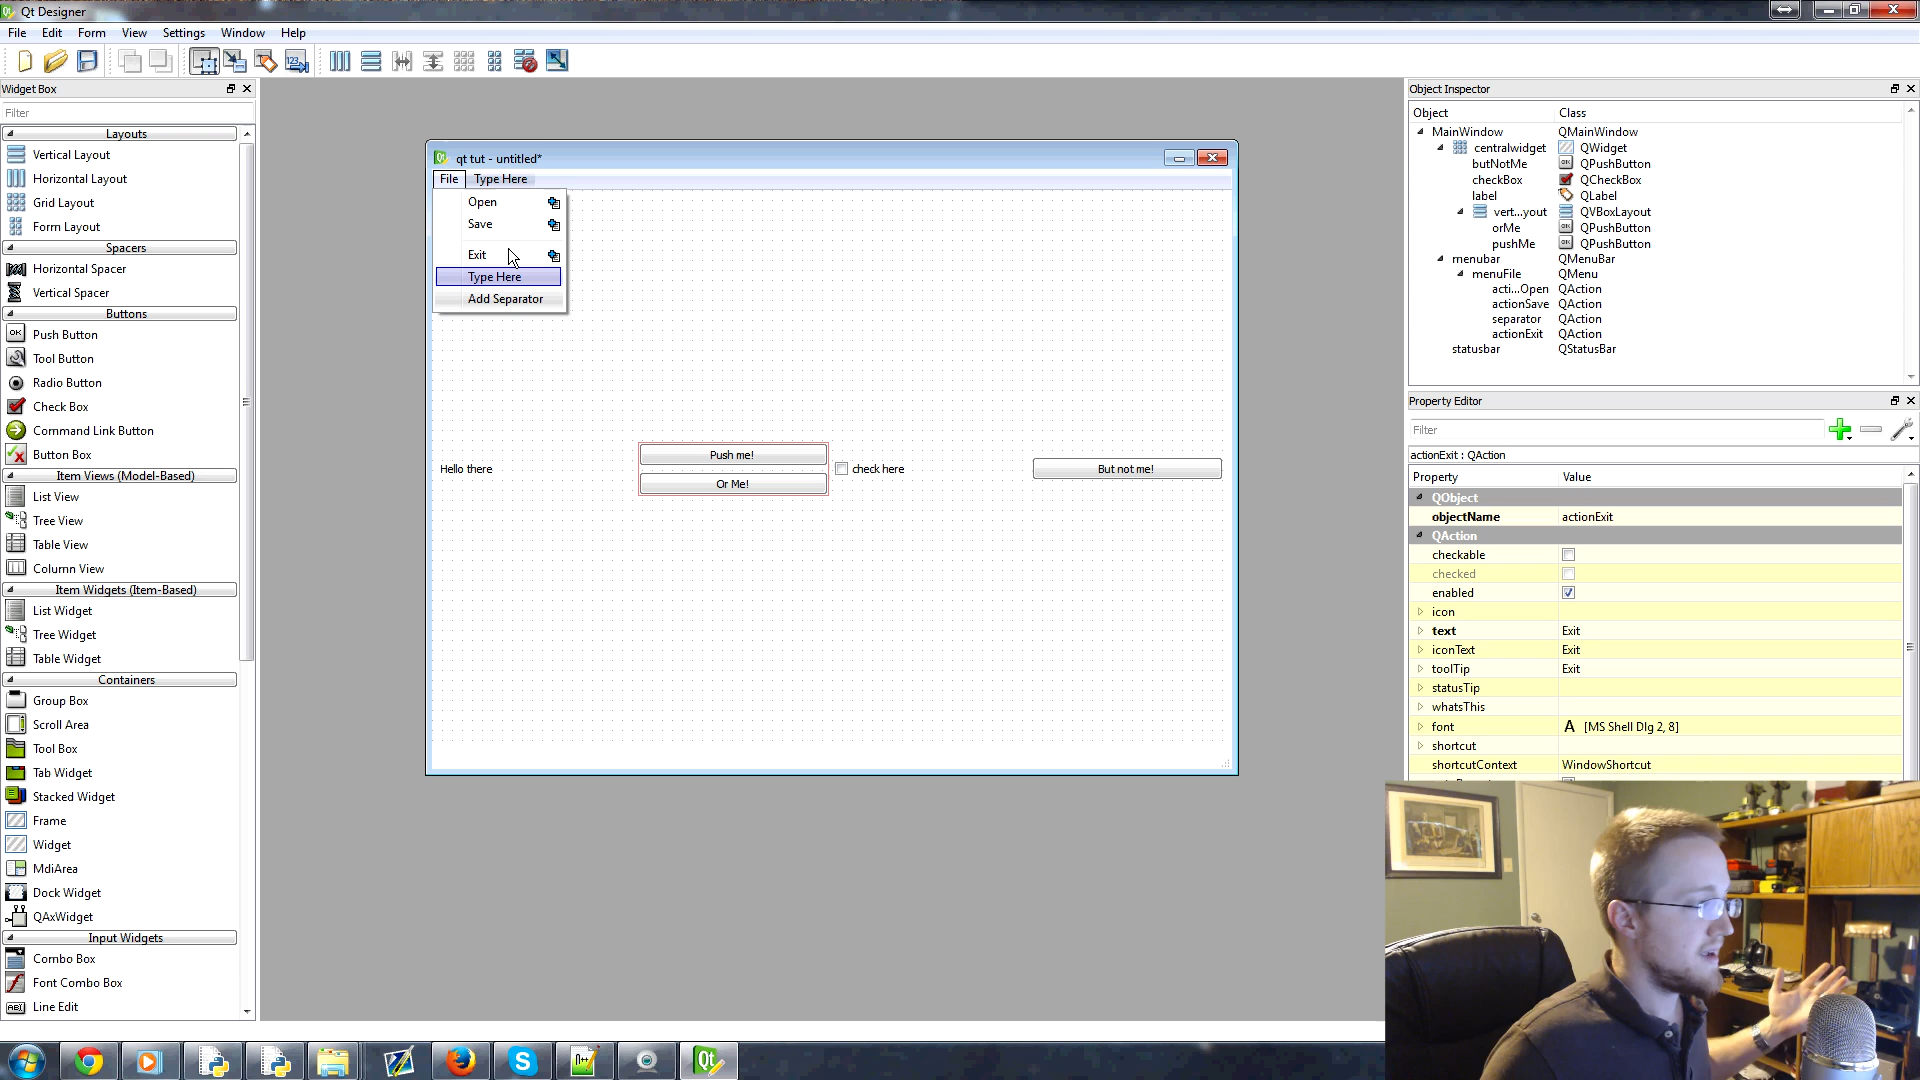 Qt Designer
File Edit Form View Settings Window Help
Widget Box
Filter
Layouts
Vertical Layout
Horizontal Layout
Grid Layout
Form Layout
Spacers
Horizontal Spacer
Vertical Spacer
Buttons
Push Button
Tool Button
Radio Button
Check Box
Command Link Button
Button Box
Item Views (Model-Based)
List View
Tree View
Table View
Column View
Item Widgets (Item-Based)
List Widget
Tree Widget
Table Widget
Containers
Group Box
Scroll Area
Tool Box
Tab Widget
Stacked Widget
Frame
Widget
MdiArea
Dock Widget
QAxWidget
Input Widgets
Combo Box
Font Combo Box
Line Edit
qt tut - untitled*
File Type Here
Open
Save
Exit
Type Here
Add Separator
Hello there
Push me!
Or Me!
check here
But not me!
Object Inspector
Object Class
MainWindow QMainWindow
centralwidget QWidget
butNotMe QPushButton
checkBox QCheckBox
label QLabel
vert...yout QVBoxLayout
orMe QPushButton
pushMe QPushButton
menubar QMenuBar
menuFile QMenu
acti...Open QAction
actionSave QAction
separator QAction
actionExit QAction
statusbar QStatusBar
Property Editor
Filter
actionExit : QAction
Property Value
QObject
objectName actionExit
QAction
checkable
checked
enabled
icon
text Exit
iconText Exit
toolTip Exit
statusTip
whatsThis
font A [MS Shell Dlg 2, 8]
shortcut
shortcutContext WindowShortcut